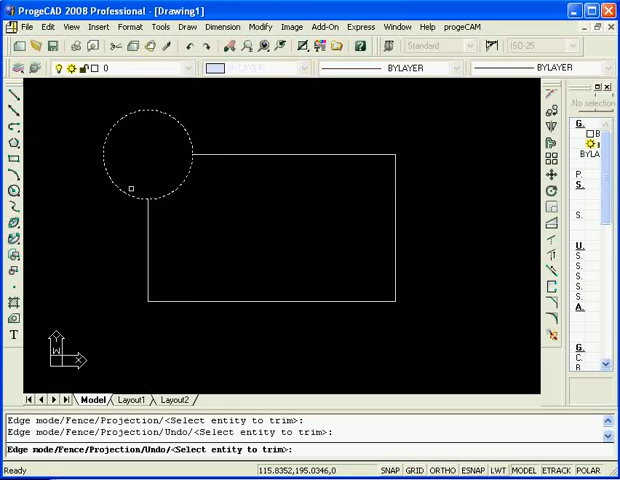 ProgeCAD 2008 Professional - [Drawing1]
File Edit View Insert Format Tools Draw Dimension Modify Image Add-On Express Window Help progeCAM
Standard ISO-25
0 BYLAYER BYLAYER BYLAYER
No selection
G.
B
BYLA
P.
S.
S.
U.
S.
S.
S.
S.
S.
A.
G.
C.
R
Y
W
X
T
Model Layout1 Layout2
Edge mode/Fence/Projection/<Select entity to trim>:
Edge mode/Fence/Projection/Undo/<Select entity to trim>:
Edge mode/Fence/Projection/Undo/<Select entity to trim>:
Ready 115.8352,195.0346,0 SNAP GRID ORTHO ESNAP LWT MODEL ETRACK POLAR